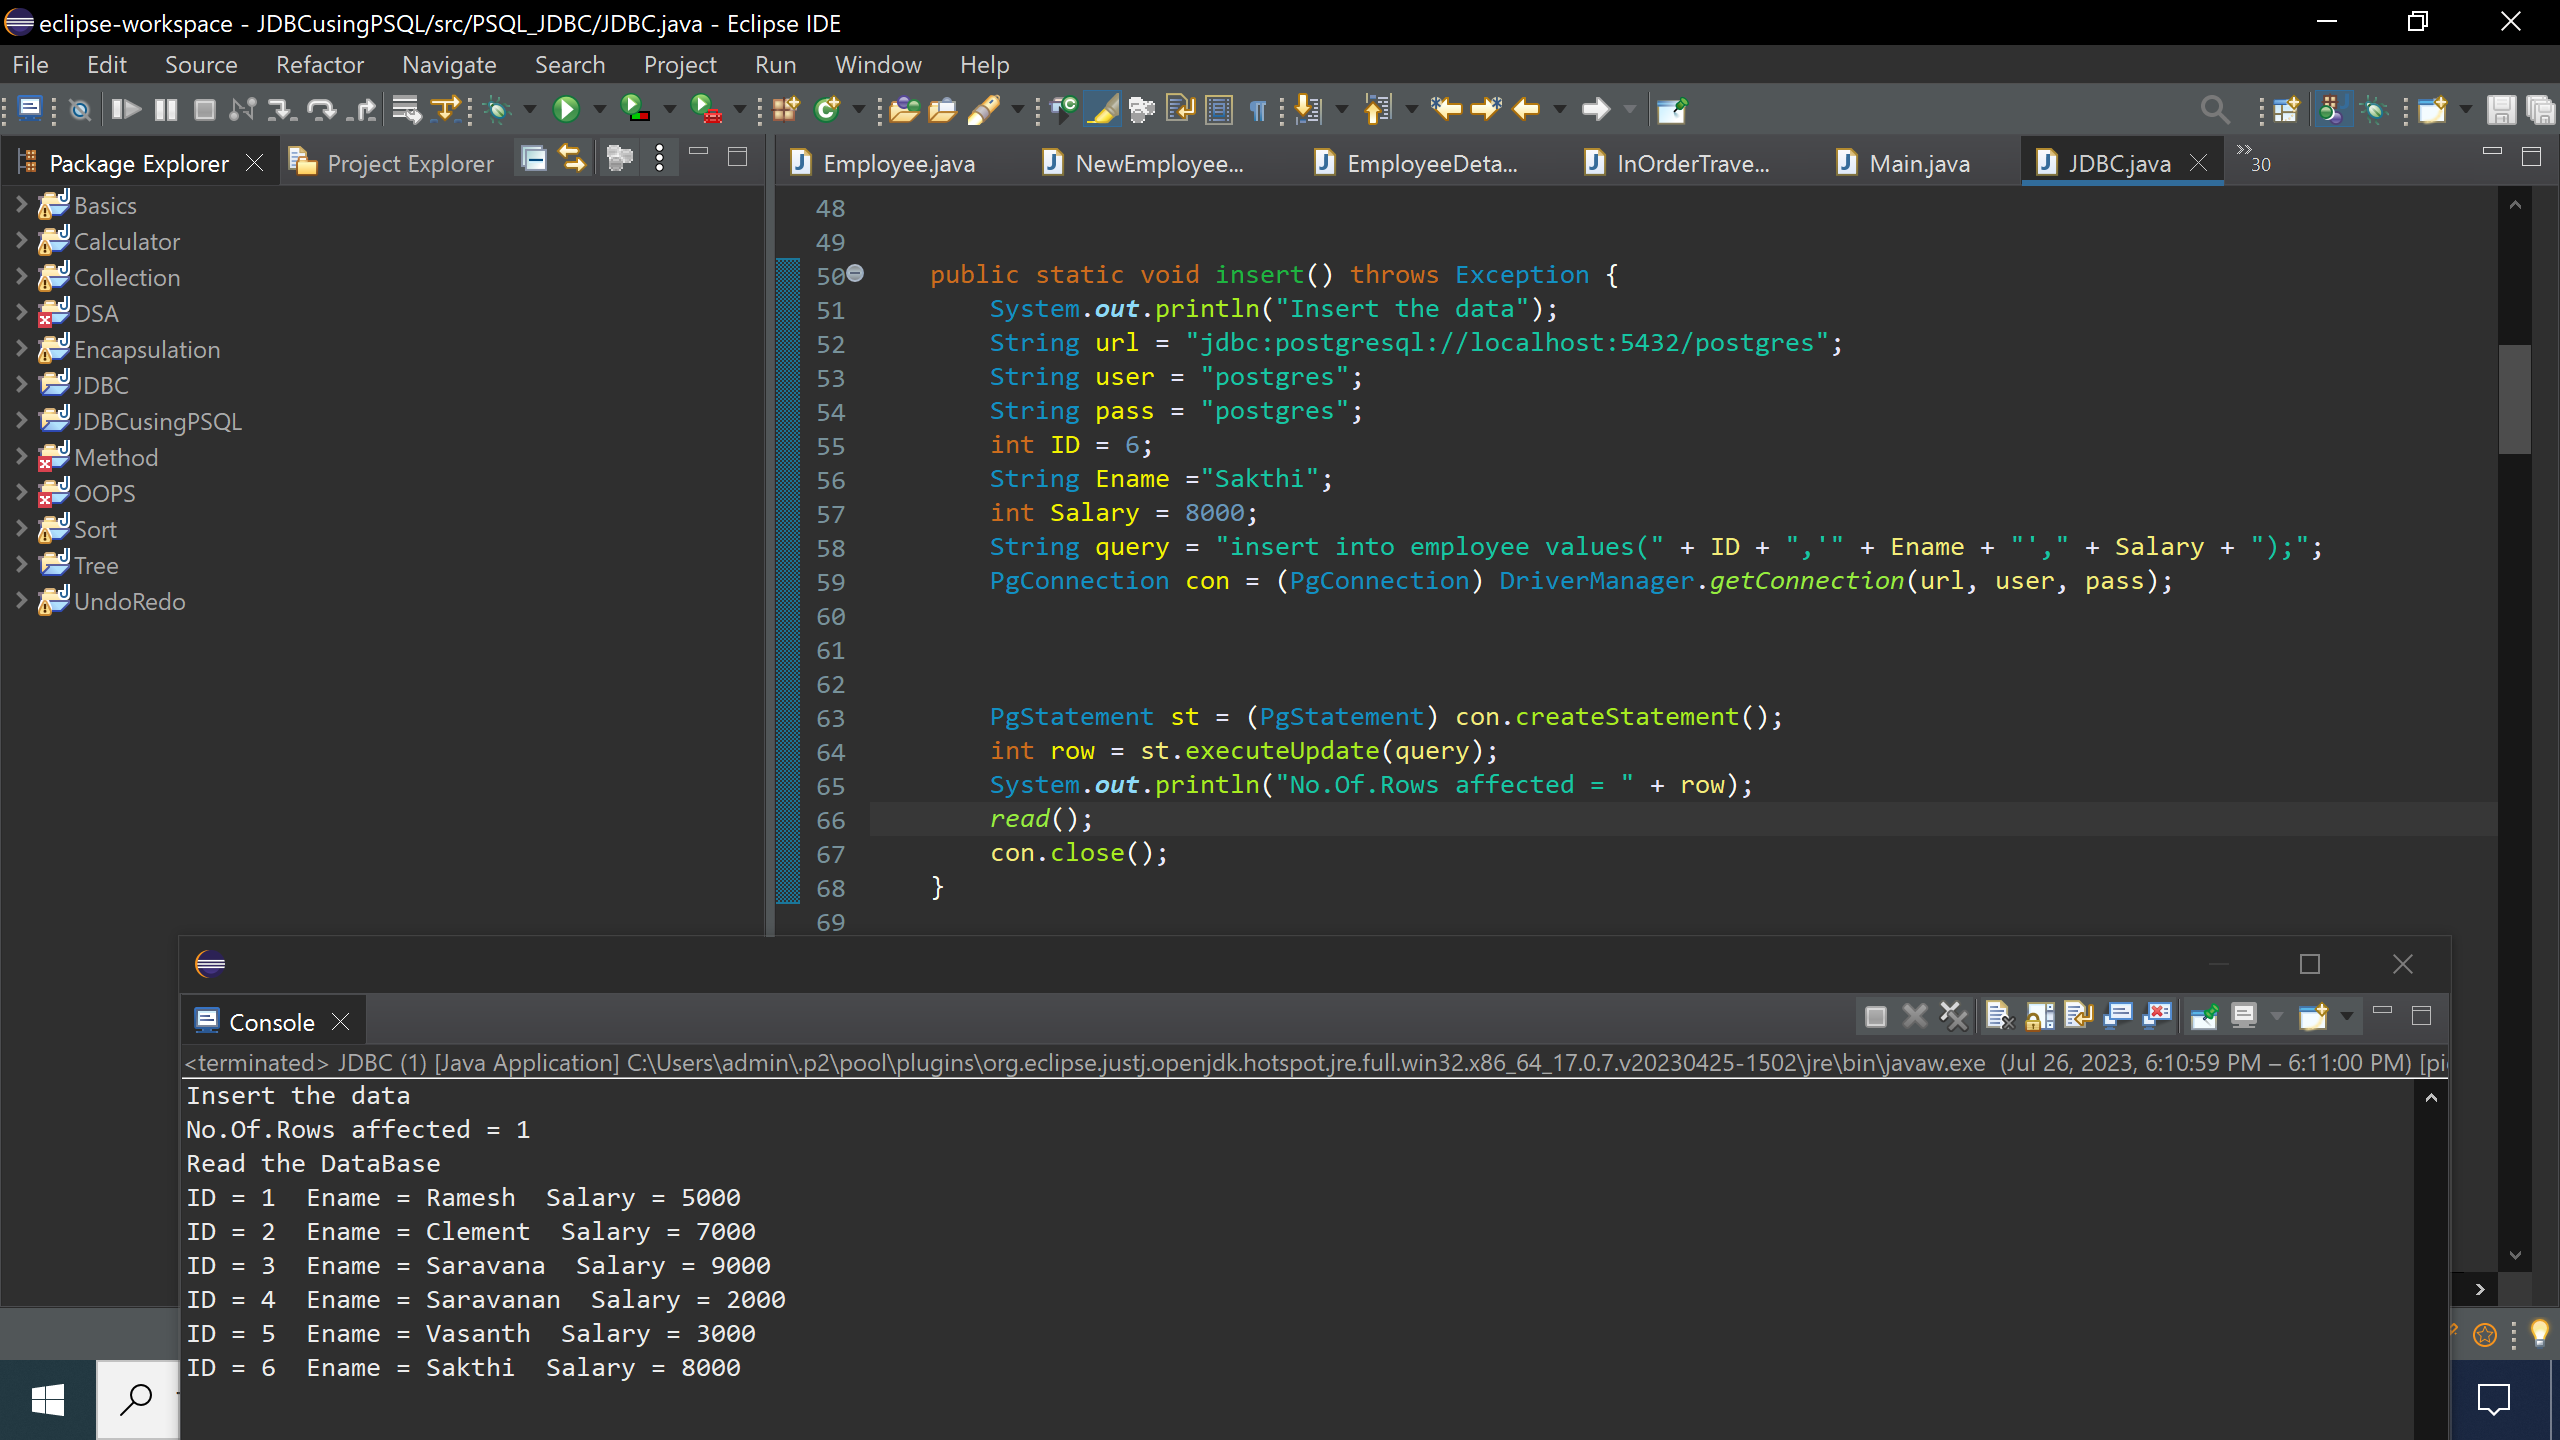 eclipse-workspace - JDBCusingPSQL/src/PSQL_JDBC/JDBC.java - Eclipse IDE
File Edit Source Refactor Navigate Search Project Run Window Help
Package Explorer Project Explorer
Employee.java NewEmployee... EmployeeDeta... InOrderTrave... Main.java JDBC.java »30
Basics
Calculator
Collection
DSA
Encapsulation
JDBC
JDBCusingPSQL
Method
OOPS
Sort
Tree
UndoRedo
48
49
50 public static void insert() throws Exception {
51 System.out.println("Insert the data");
52 String url = "jdbc:postgresql://localhost:5432/postgres";
53 String user = "postgres";
54 String pass = "postgres";
55 int ID = 6;
56 String Ename ="Sakthi";
57 int Salary = 8000;
58 String query = "insert into employee values(" + ID + ",'" + Ename + "'," + Salary + ");";
59 PgConnection con = (PgConnection) DriverManager.getConnection(url, user, pass);
60
61
62
63 PgStatement st = (PgStatement) con.createStatement();
64 int row = st.executeUpdate(query);
65 System.out.println("No.Of.Rows affected = " + row);
66 read();
67 con.close();
68 }
69
Console
<terminated> JDBC (1) [Java Application] C:\Users\admin\.p2\pool\plugins\org.eclipse.justj.openjdk.hotspot.jre.full.win32.x86_64_17.0.7.v20230425-1502\jre\bin\javaw.exe (Jul 26, 2023, 6:10:59 PM – 6:11:00 PM)
Insert the data
No.Of.Rows affected = 1
Read the DataBase
ID = 1 Ename = Ramesh Salary = 5000
ID = 2 Ename = Clement Salary = 7000
ID = 3 Ename = Saravana Salary = 9000
ID = 4 Ename = Saravanan Salary = 2000
ID = 5 Ename = Vasanth Salary = 3000
ID = 6 Ename = Sakthi Salary = 8000